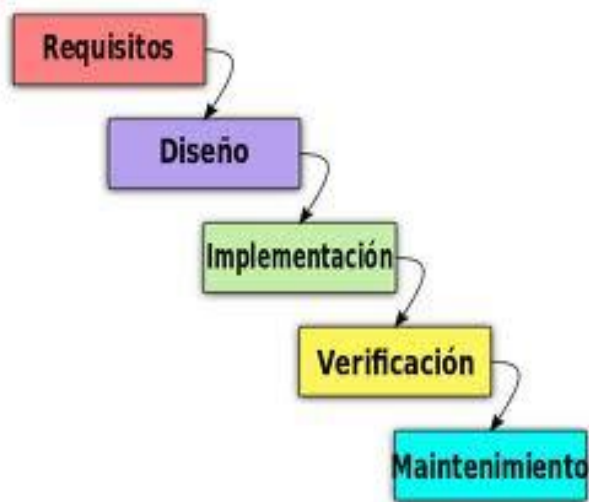 Requisitos
Diseño
Implementación
Verificación
Maintenimiento